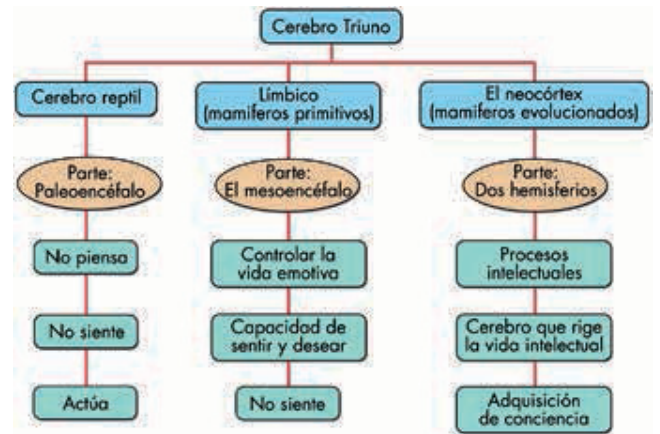 Cerebro Triuno
Cerebro reptil
Límbico
(mamiferos primitivos)
El neocórtex
(mamiferos evolucionados)
Parte:
Paleoencéfalo
Parte:
El mesoencéfalo
Parte:
Dos hemisferios
No piensa
Controlar la
vida emotiva
Procesos
intelectuales
No siente
Capacidad de
sentir y desear
Cerebro que rige
la vida intelectual
Actúa
No siente
Adquisición
de conciencia